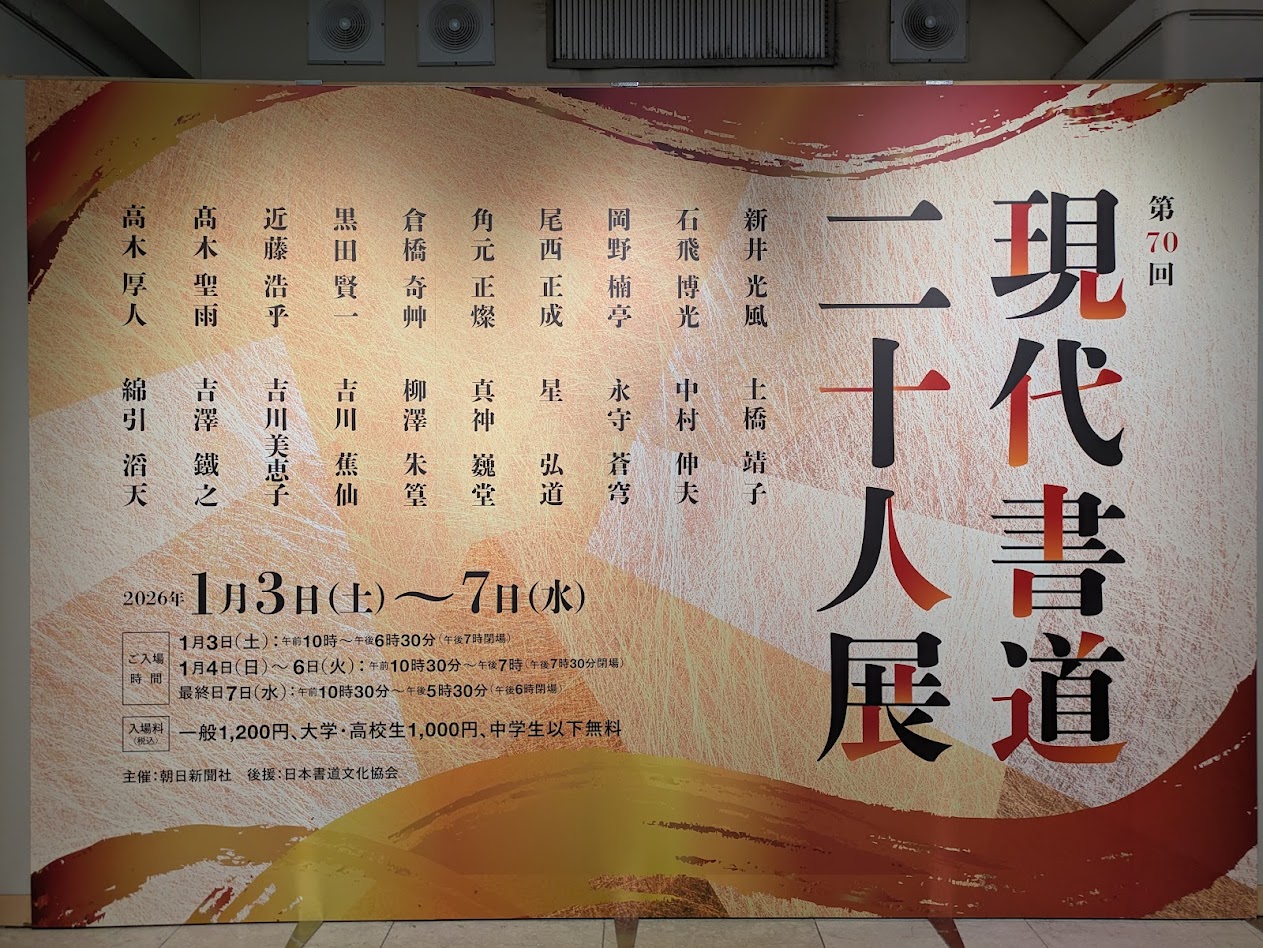 第70回
現代書道
二十人展
新井 光風
石飛 博光
岡野 楠亭
尾西 正成
角元 正燦
倉橋 奇艸
黒田 賢一
近藤 浩乎
髙木 聖雨
高木 厚人
土橋 靖子
中村 伸夫
永守 蒼穹
星 弘道
真神 巍堂
柳澤 朱篁
吉川 蕉仙
吉川美恵子
吉澤 鐵之
綿引 滔天
2026年1月3日(土)〜7日(水)
ご入場時間
1月3日(土):午前10時〜午後6時30分(午後7時閉場)
1月4日(日)〜6日(火):午前10時30分〜午後7時(午後7時30分閉場)
最終日7日(水):午前10時30分〜午後5時30分(午後6時閉場)
入場料(税込)
一般1,200円、大学・高校生1,000円、中学生以下無料
主催:朝日新聞社 後援:日本書道文化協会